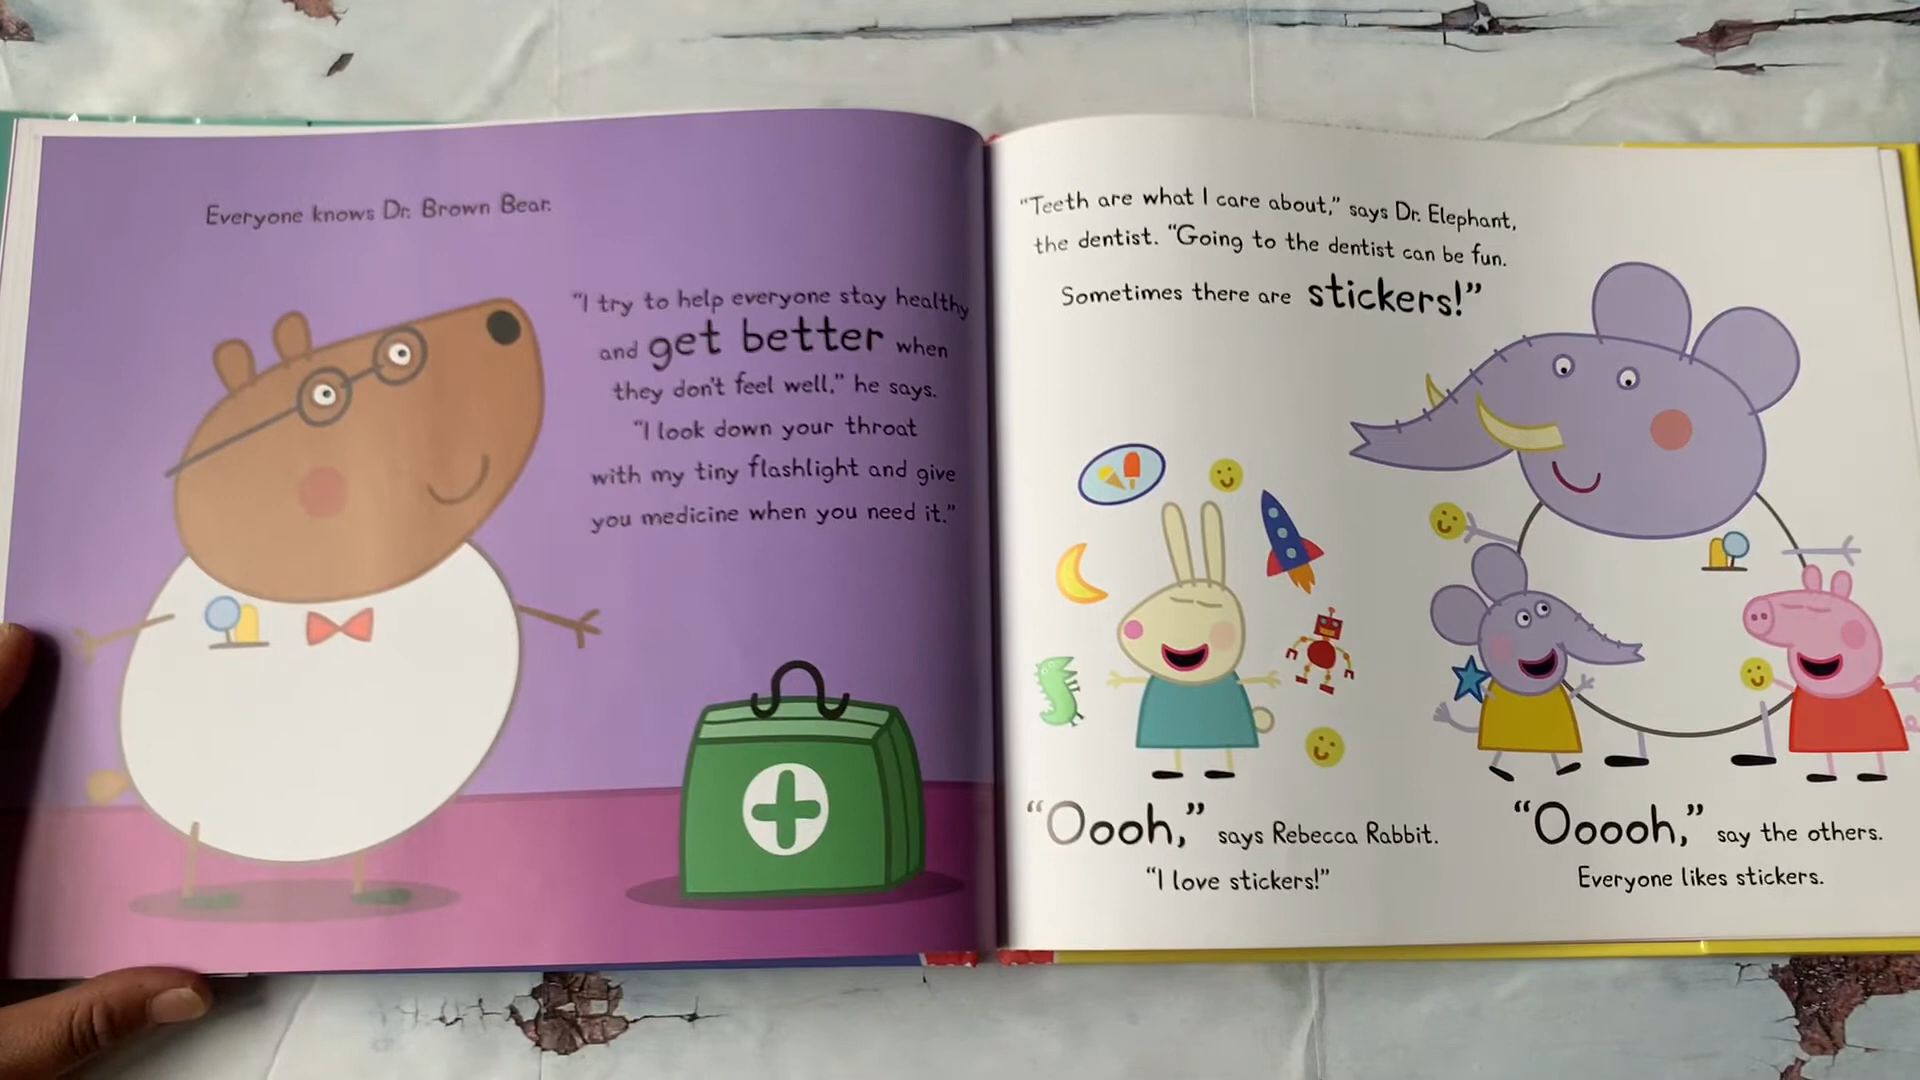 Everyone knows Dr. Brown Bear.
"I try to help everyone stay healthy
and get better when
they don't feel well," he says.
"I look down your throat
with my tiny flashlight and give
you medicine when you need it."
"Teeth are what I care about," says Dr. Elephant,
the dentist. "Going to the dentist can be fun.
Sometimes there are stickers!"
"Oooh," says Rebecca Rabbit.
"I love stickers!"
"Ooooh," say the others.
Everyone likes stickers.